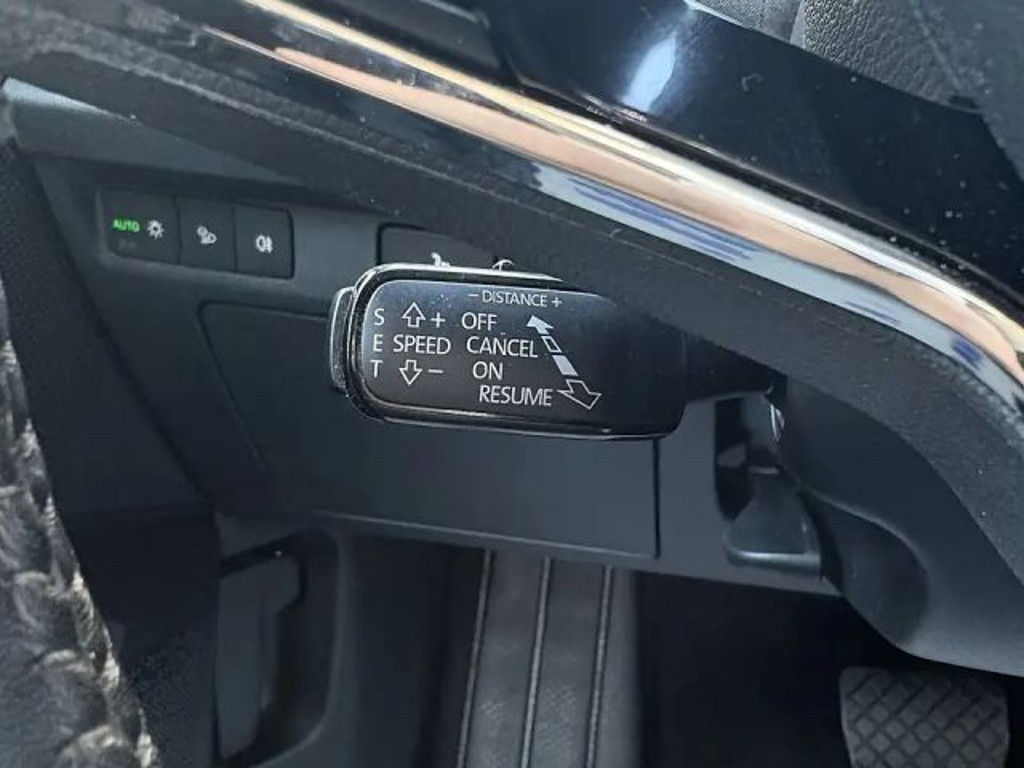 AUTO
- DISTANCE +
S + OFF
E SPEED CANCEL
T - ON
RESUME